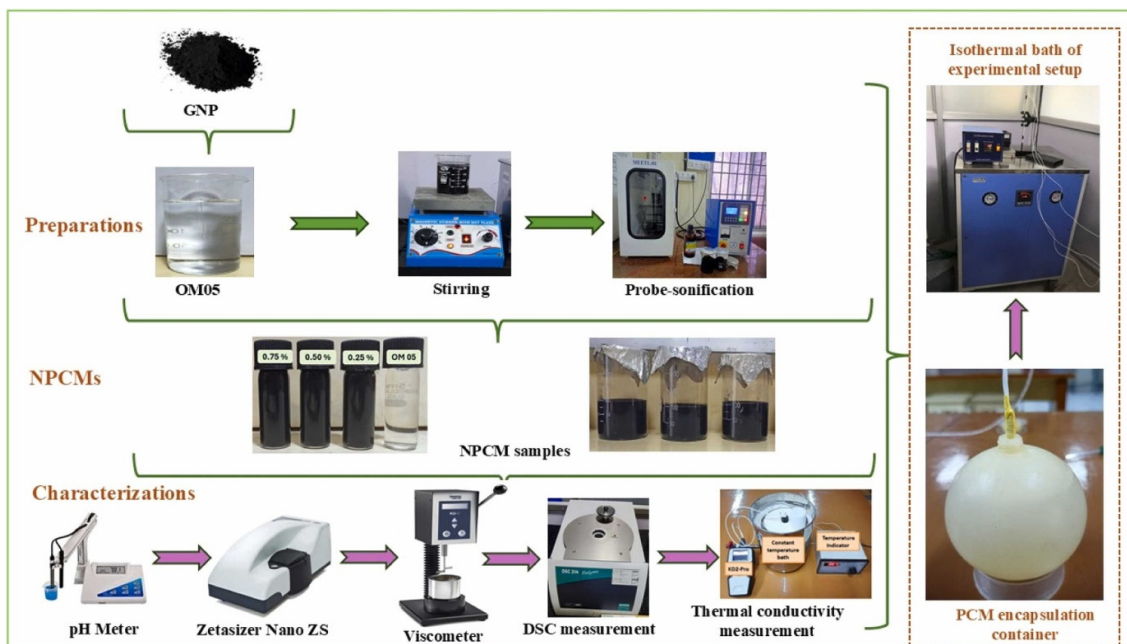 GNP
Preparations
OM05
Stirring
Probe-sonification
NPCMs
0.75 %
0.50 %
0.25 %
OM 05
NPCM samples
Characterizations
pH Meter
Zetasizer Nano ZS
Viscometer
DSC measurement
KD2-Pro
Constant
temperature
bath
Temperature
Indicator
Thermal conductivity
measurement
Isothermal bath of
experimental setup
PCM encapsulation
container